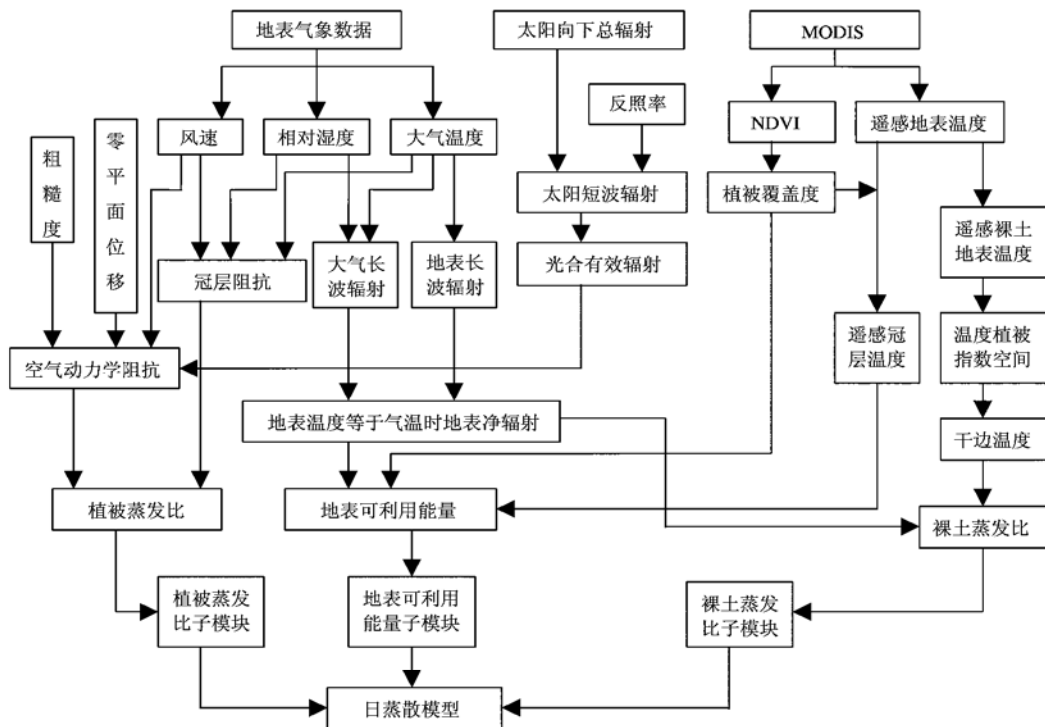 地表气象数据
太阳向下总辐射
MODIS
反照率
NDVI
遥感地表温度
风速
相对湿度
大气温度
粗糙度
零平面位移
太阳短波辐射
植被覆盖度
遥感裸土
地表温度
冠层阻抗
大气长
波辐射
地表长
波辐射
光合有效辐射
空气动力学阻抗
遥感冠
层温度
温度植被
指数空间
地表温度等于气温时地表净辐射
干边温度
植被蒸发比
地表可利用能量
裸土蒸发比
植被蒸发
比子模块
地表可利用
能量子模块
裸土蒸发
比子模块
日蒸散模型